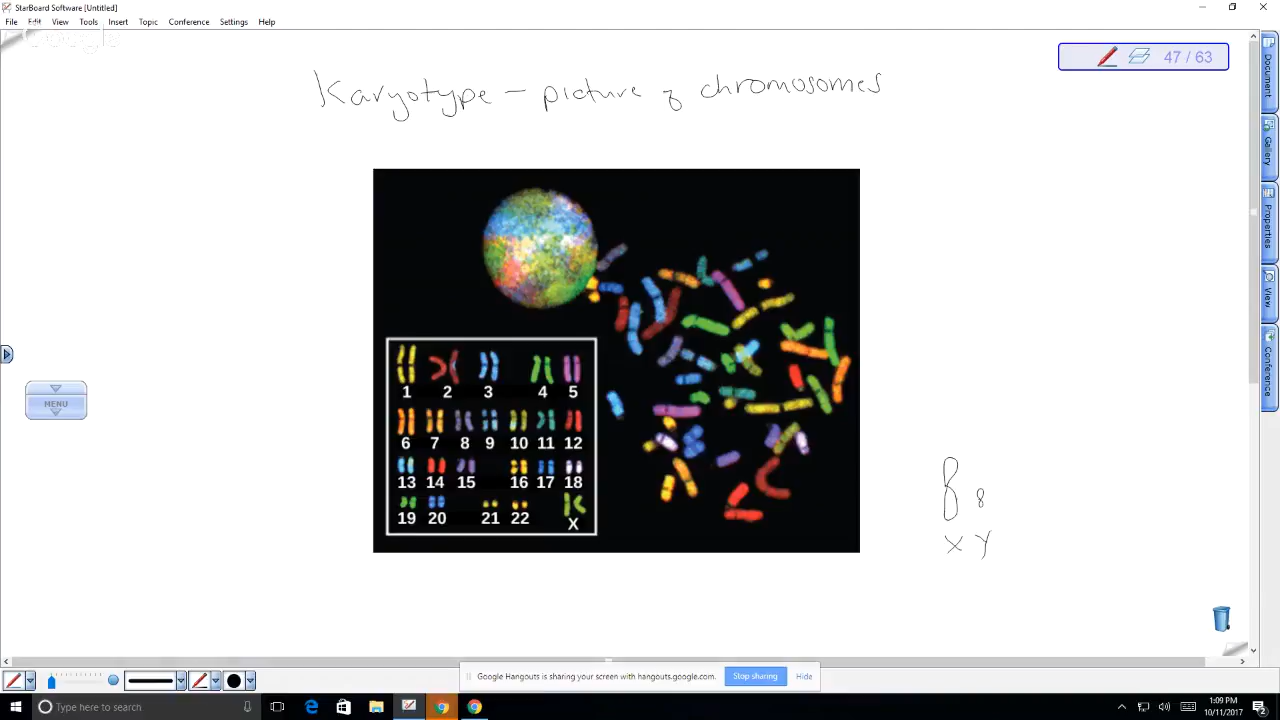 StarBoard Software [Untitled]
File Edit View Tools Insert Topic Conference Settings Help
Google
47 / 63
Karyotype - picture of chromosomes
Document
Gallery
Properties
View
Conference
MENU
1 2 3 4 5
6 7 8 9 10 11 12
13 14 15 16 17 18
19 20 21 22 X
X Y
Google Hangouts is sharing your screen with hangouts.google.com. Stop sharing Hide
Type here to search
1:09 PM
10/11/2017
2